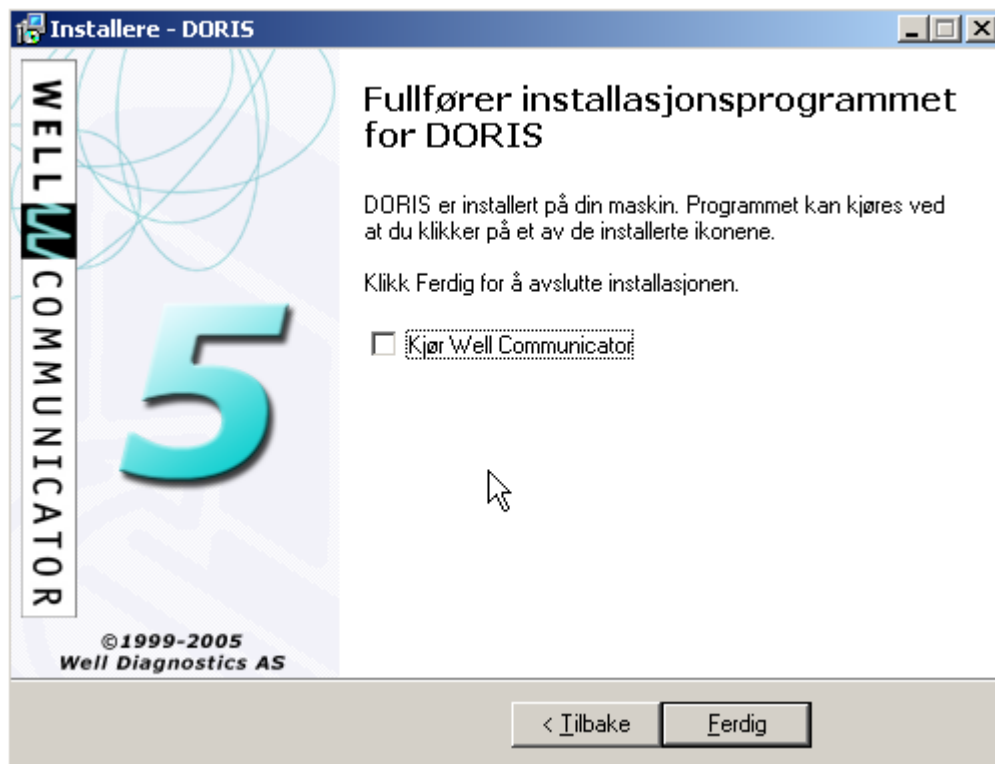 Installere - DORIS
WELL COMMUNICATOR
5
©1999-2005
Well Diagnostics AS
Fullfører installasjonsprogrammet
for DORIS
DORIS er installert på din maskin. Programmet kan kjøres ved
at du klikker på et av de installerte ikonene.
Klikk Ferdig for å avslutte installasjonen.
Kjør Well Communicator
< Tilbake
Ferdig